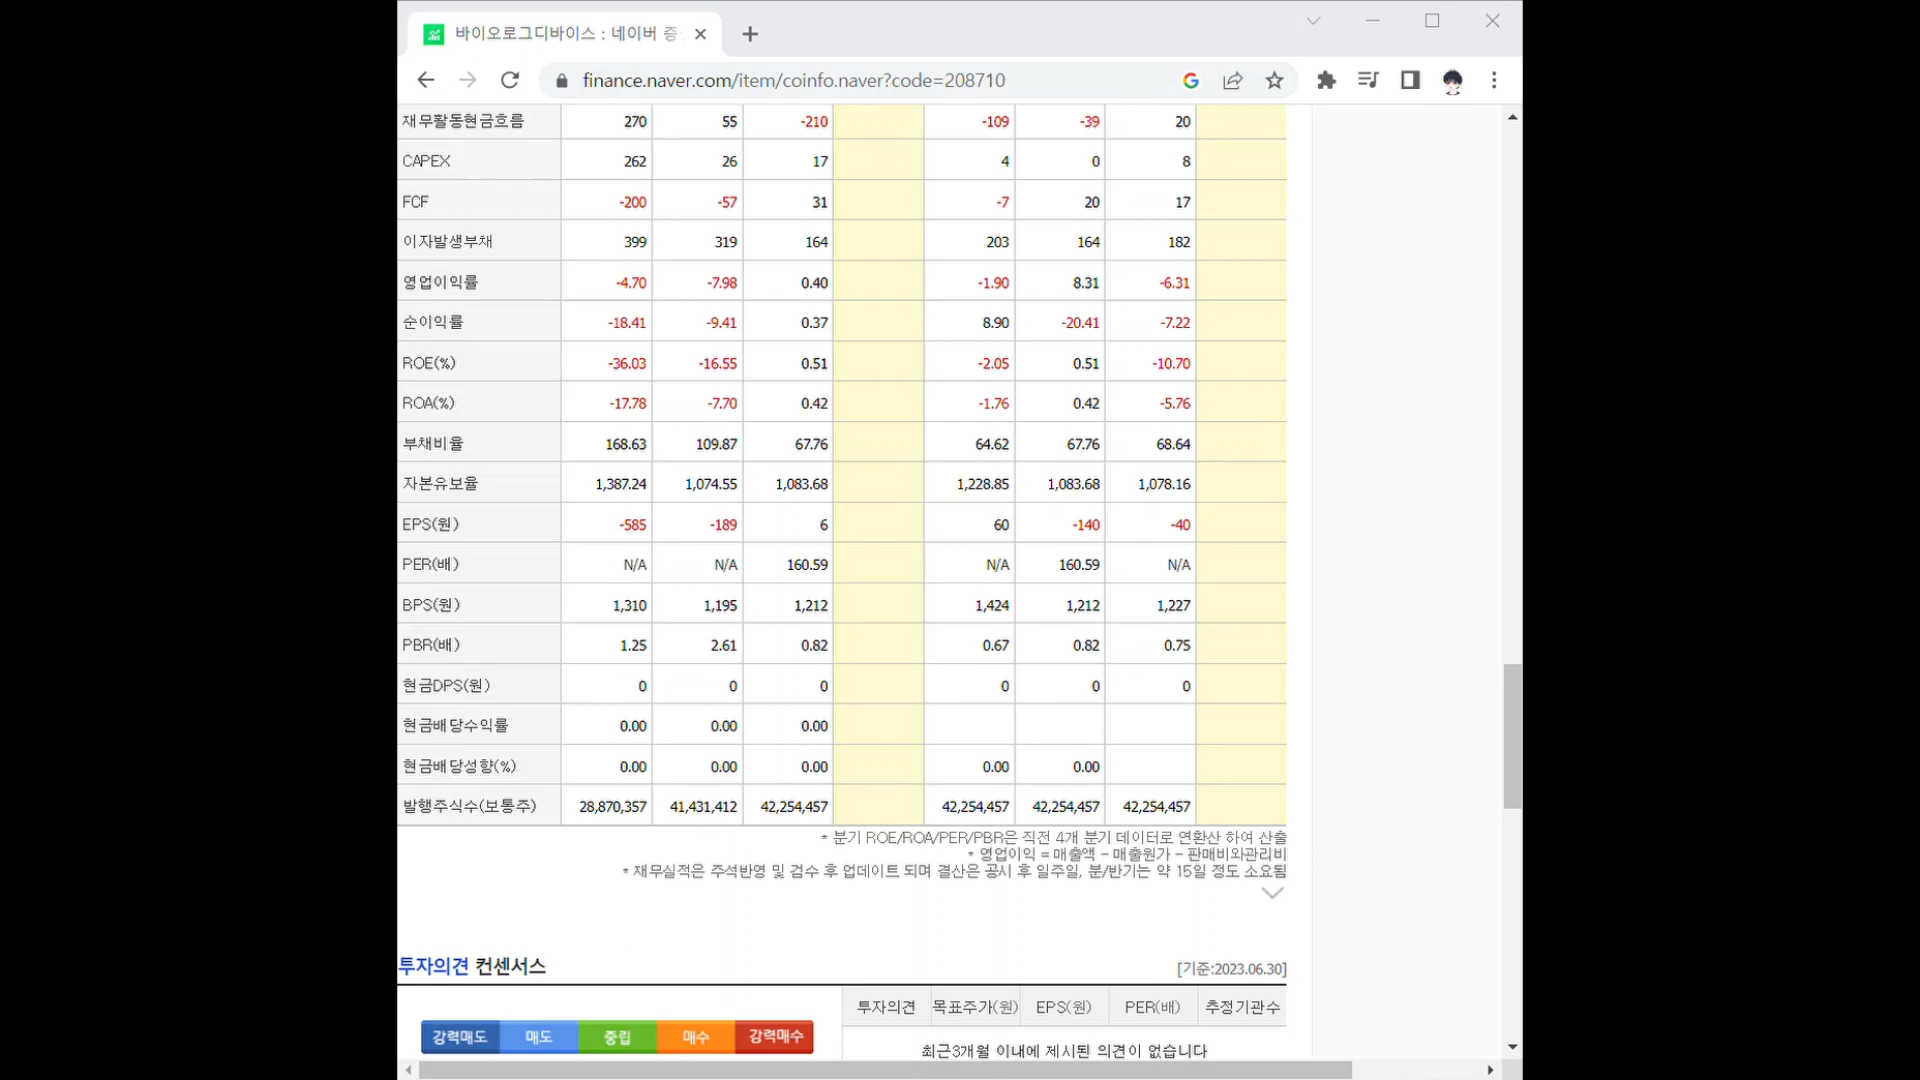 바이오로그디바이스 : 네이버 증
finance.naver.com/item/coinfo.naver?code=208710
재무활동현금흐름 270 55 -210 -109 -39 20
CAPEX 262 26 17 4 0 8
FCF -200 -57 31 -7 20 17
이자발생부채 399 319 164 203 164 182
영업이익률 -4.70 -7.98 0.40 -1.90 8.31 -6.31
순이익률 -18.41 -9.41 0.37 8.90 -20.41 -7.22
ROE(%) -36.03 -16.55 0.51 -2.05 0.51 -10.70
ROA(%) -17.78 -7.70 0.42 -1.76 0.42 -5.76
부채비율 168.63 109.87 67.76 64.62 67.76 68.64
자본유보율 1,387.24 1,074.55 1,083.68 1,228.85 1,083.68 1,078.16
EPS(원) -585 -189 6 60 -140 -40
PER(배) N/A N/A 160.59 N/A 160.59 N/A
BPS(원) 1,310 1,195 1,212 1,424 1,212 1,227
PBR(배) 1.25 2.61 0.82 0.67 0.82 0.75
현금DPS(원) 0 0 0 0 0 0
현금배당수익률 0.00 0.00 0.00
현금배당성향(%) 0.00 0.00 0.00 0.00 0.00
발행주식수(보통주) 28,870,357 41,431,412 42,254,457 42,254,457 42,254,457 42,254,457
* 분기 ROE/ROA/PER/PBR은 직전 4개 분기 데이터로 연환산 하여 산출
* 영업이익 = 매출액 - 매출원가 - 판매비와관리비
* 재무실적은 주석반영 및 검수 후 업데이트 되며 결산은 공시 후 일주일, 분/반기는 약 15일 정도 소요됨
투자의견 컨센서스 [기준:2023.06.30]
투자의견 목표주가(원) EPS(원) PER(배) 추정기관수
강력매도 매도 중립 매수 강력매수
최근3개월 이내에 제시된 의견이 없습니다